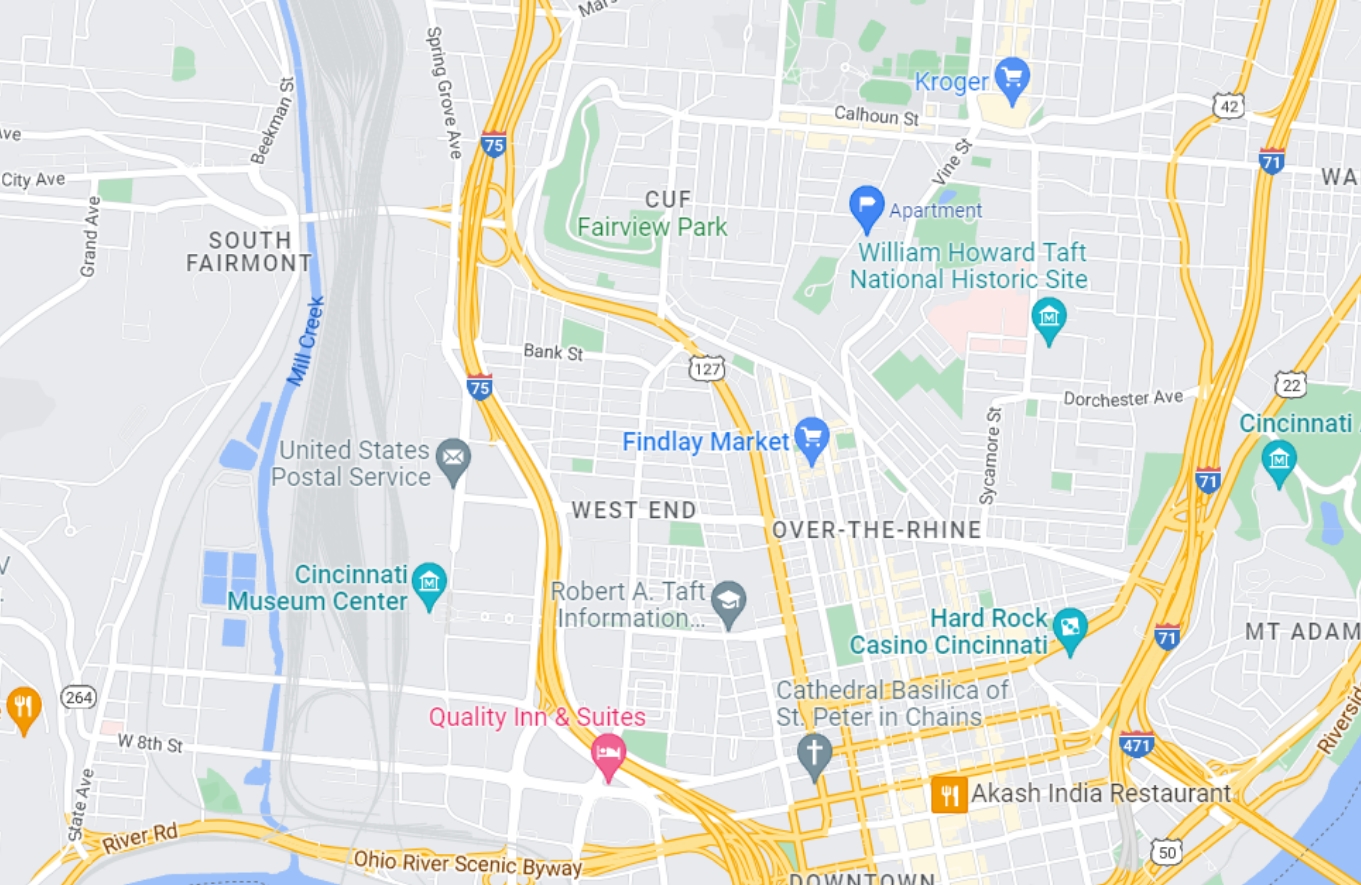 Spring Grove Ave
Beekman St
75
Kroger
42
Calhoun St
Ave
City Ave
Vine St
71
WA
CUF
Fairview Park
Apartment
Grand Ave
SOUTH
FAIRMONT
William Howard Taft
National Historic Site
Mill Creek
Bank St
127
75
22
Dorchester Ave
Cincinnati
Sycamore St
Findlay Market
United States
Postal Service
71
WEST END
OVER-THE-RHINE
V
Cincinnati
Museum Center
Robert A. Taft
Information...
Hard Rock
Casino Cincinnati
71
MT ADAM
264
Cathedral Basilica of
St. Peter in Chains
Quality Inn & Suites
Riverside
W 8th St
471
Akash India Restaurant
State Ave
River Rd
Ohio River Scenic Byway
50
DOWNTOWN